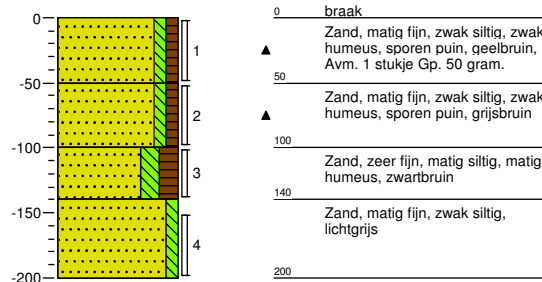 0
-50
-100
-150
-200
1
2
3
4
0 braak
Zand, matig fijn, zwak siltig, zwak
humeus, sporen puin, geelbruin,
Avm. 1 stukje Gp. 50 gram.
50
Zand, matig fijn, zwak siltig, zwak
humeus, sporen puin, grijsbruin
100
Zand, zeer fijn, matig siltig, matig
humeus, zwartbruin
140
Zand, matig fijn, zwak siltig,
lichtgrijs
200